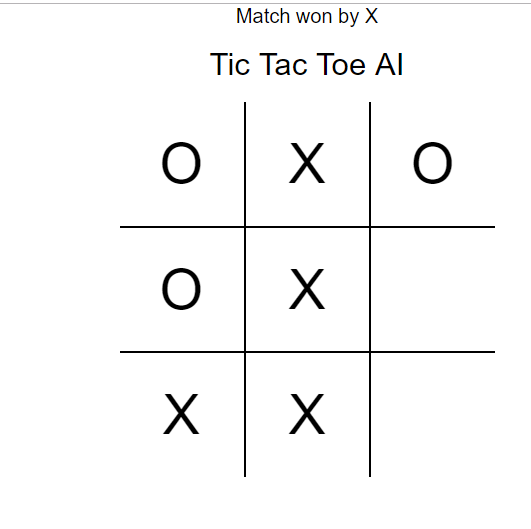 Match won by X
Tic Tac Toe AI
O X O
O X
X X